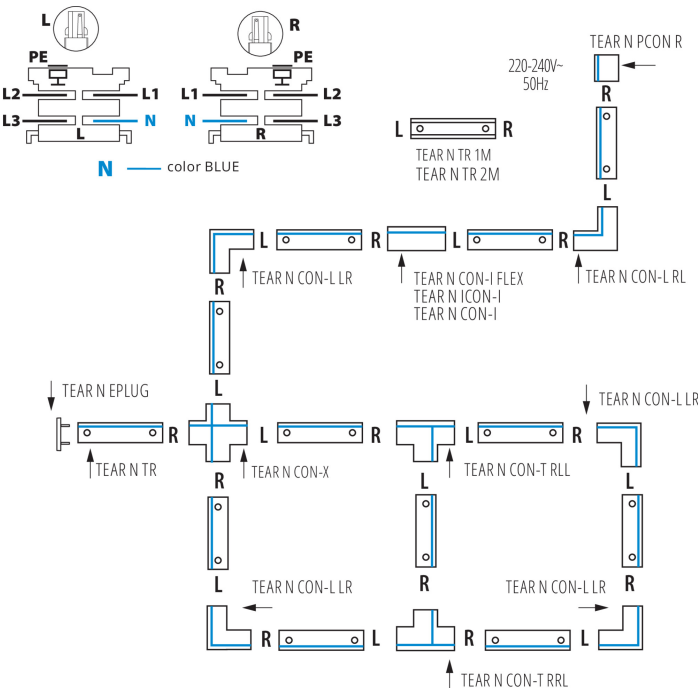 L
R
PE
PE
L2
L1
L1
L2
L3
N
N
L3
L
R
N
color BLUE
TEAR N PCON R
220-240V~
50Hz
R
L
R
TEAR N TR 1M
TEAR N TR 2M
L
L
R
L
R
TEAR N CON-L LR
TEAR N CON-I FLEX
TEAR N ICON-I
TEAR N CON-I
TEAR N CON-L RL
R
L
TEAR N EPLUG
TEAR N CON-L LR
R
L
R
L
R
TEAR N TR
TEAR N CON-X
TEAR N CON-T RLL
R
L
L
L
R
R
TEAR N CON-L LR
TEAR N CON-L LR
R
L
R
L
TEAR N CON-T RRL